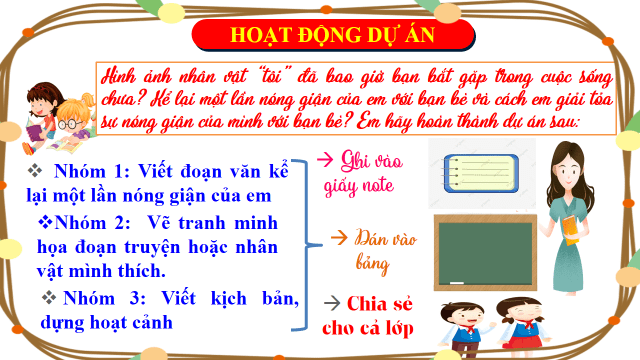 HOẠT ĐỘNG DỰ ÁN
Hình ảnh nhân vật "tôi" đã bao giờ bạn bắt gặp trong cuộc sống
chưa? Kể lại một lần nóng giận của em với bạn bè và cách em giải tỏa
sự nóng giận của mình với bạn bè? Em hãy hoàn thành dự án sau:
❖ Nhóm 1: Viết đoạn văn kể
lại một lần nóng giận của em
❖Nhóm 2: Vẽ tranh minh
họa đoạn truyện hoặc nhân
vật mình thích.
❖ Nhóm 3: Viết kịch bản,
dựng hoạt cảnh
→ Ghi vào
giấy note
→ Dán vào
bảng
→ Chia sẻ
cho cả lớp